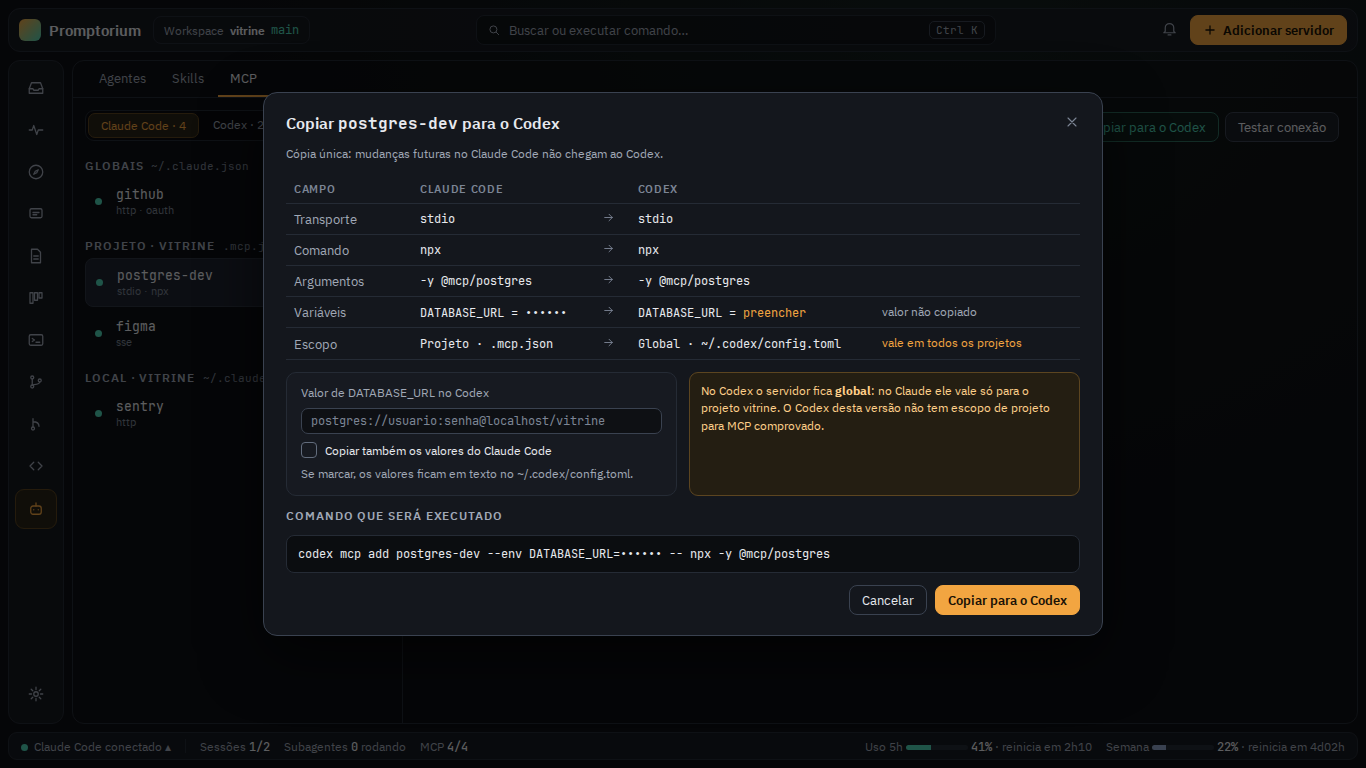 Promptorium
Workspace vitrine main
Buscar ou executar comando...
Ctrl K
+ Adicionar servidor
Agentes
Skills
MCP
Claude Code · 4
Codex · 2
piar para o Codex
Testar conexão
GLOBAIS ~/.claude.json
github
http · oauth
PROJETO · VITRINE .mcp.j
postgres-dev
stdio · npx
figma
sse
LOCAL · VITRINE ~/.claude
sentry
http
Copiar postgres-dev para o Codex
Cópia única: mudanças futuras no Claude Code não chegam ao Codex.
CAMPO CLAUDE CODE CODEX
Transporte stdio → stdio
Comando npx → npx
Argumentos -y @mcp/postgres → -y @mcp/postgres
Variáveis DATABASE_URL = •••••• → DATABASE_URL = preencher valor não copiado
Escopo Projeto · .mcp.json → Global · ~/.codex/config.toml vale em todos os projetos
Valor de DATABASE_URL no Codex
postgres://usuario:senha@localhost/vitrine
Copiar também os valores do Claude Code
Se marcar, os valores ficam em texto no ~/.codex/config.toml.
No Codex o servidor fica global: no Claude ele vale só para o
projeto vitrine. O Codex desta versão não tem escopo de projeto
para MCP comprovado.
COMANDO QUE SERÁ EXECUTADO
codex mcp add postgres-dev --env DATABASE_URL=•••••• -- npx -y @mcp/postgres
Cancelar
Copiar para o Codex
Claude Code conectado ▴
Sessões 1/2
Subagentes 0 rodando
MCP 4/4
Uso 5h 41% · reinicia em 2h10
Semana 22% · reinicia em 4d02h